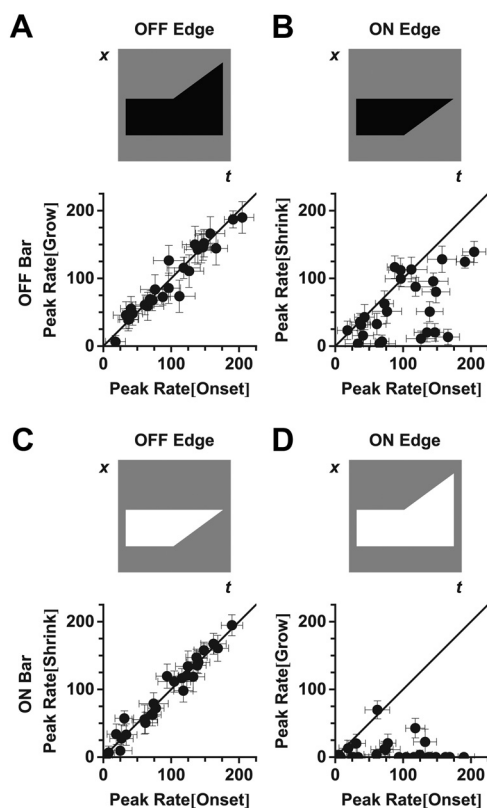 A
OFF Edge
B
ON Edge
x
x
t
t
OFF Bar
Peak Rate[Grow]
200
100
0
0
100
200
Peak Rate[Onset]
Peak Rate[Shrink]
200
100
0
0
100
200
Peak Rate[Onset]
C
OFF Edge
D
ON Edge
x
x
t
t
ON Bar
Peak Rate[Shrink]
200
100
0
0
100
200
Peak Rate[Onset]
Peak Rate[Grow]
200
100
0
0
100
200
Peak Rate[Onset]